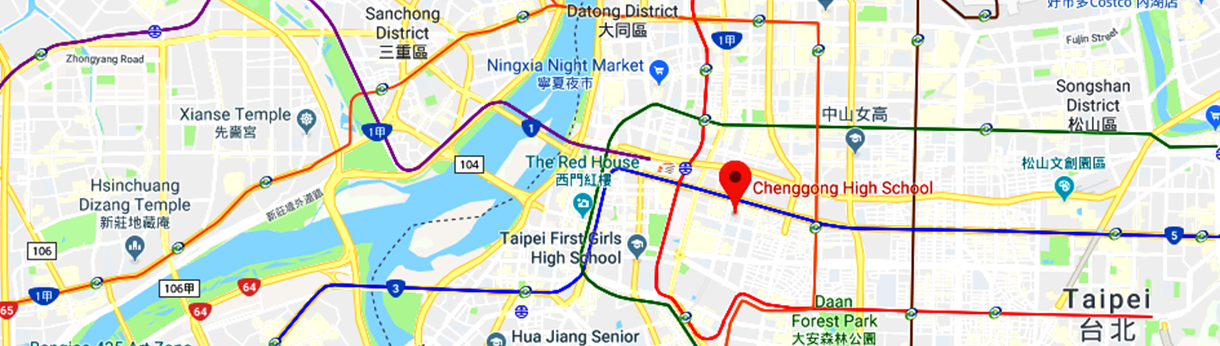 Sanchong
District
三重區
Datong District
大同區
好市多Costco 內湖店
1甲
Fujin Street
Zhongyang Road
Ningxia Night Market
寧夏夜市
Songshan
District
松山區
Xianse Temple
先嗇宮
1甲
1
中山女高
104
The Red House
西門紅樓
松山文創園區
Chenggong High School
Hsinchuang
Dizang Temple
新莊地藏庵
新莊環外道路
106
Taipei First Girls
High School
5
106甲
64
3
1甲
65
64
Taipei
台北
Daan
Forest Park
大安森林公園
Hua Jiang Senior